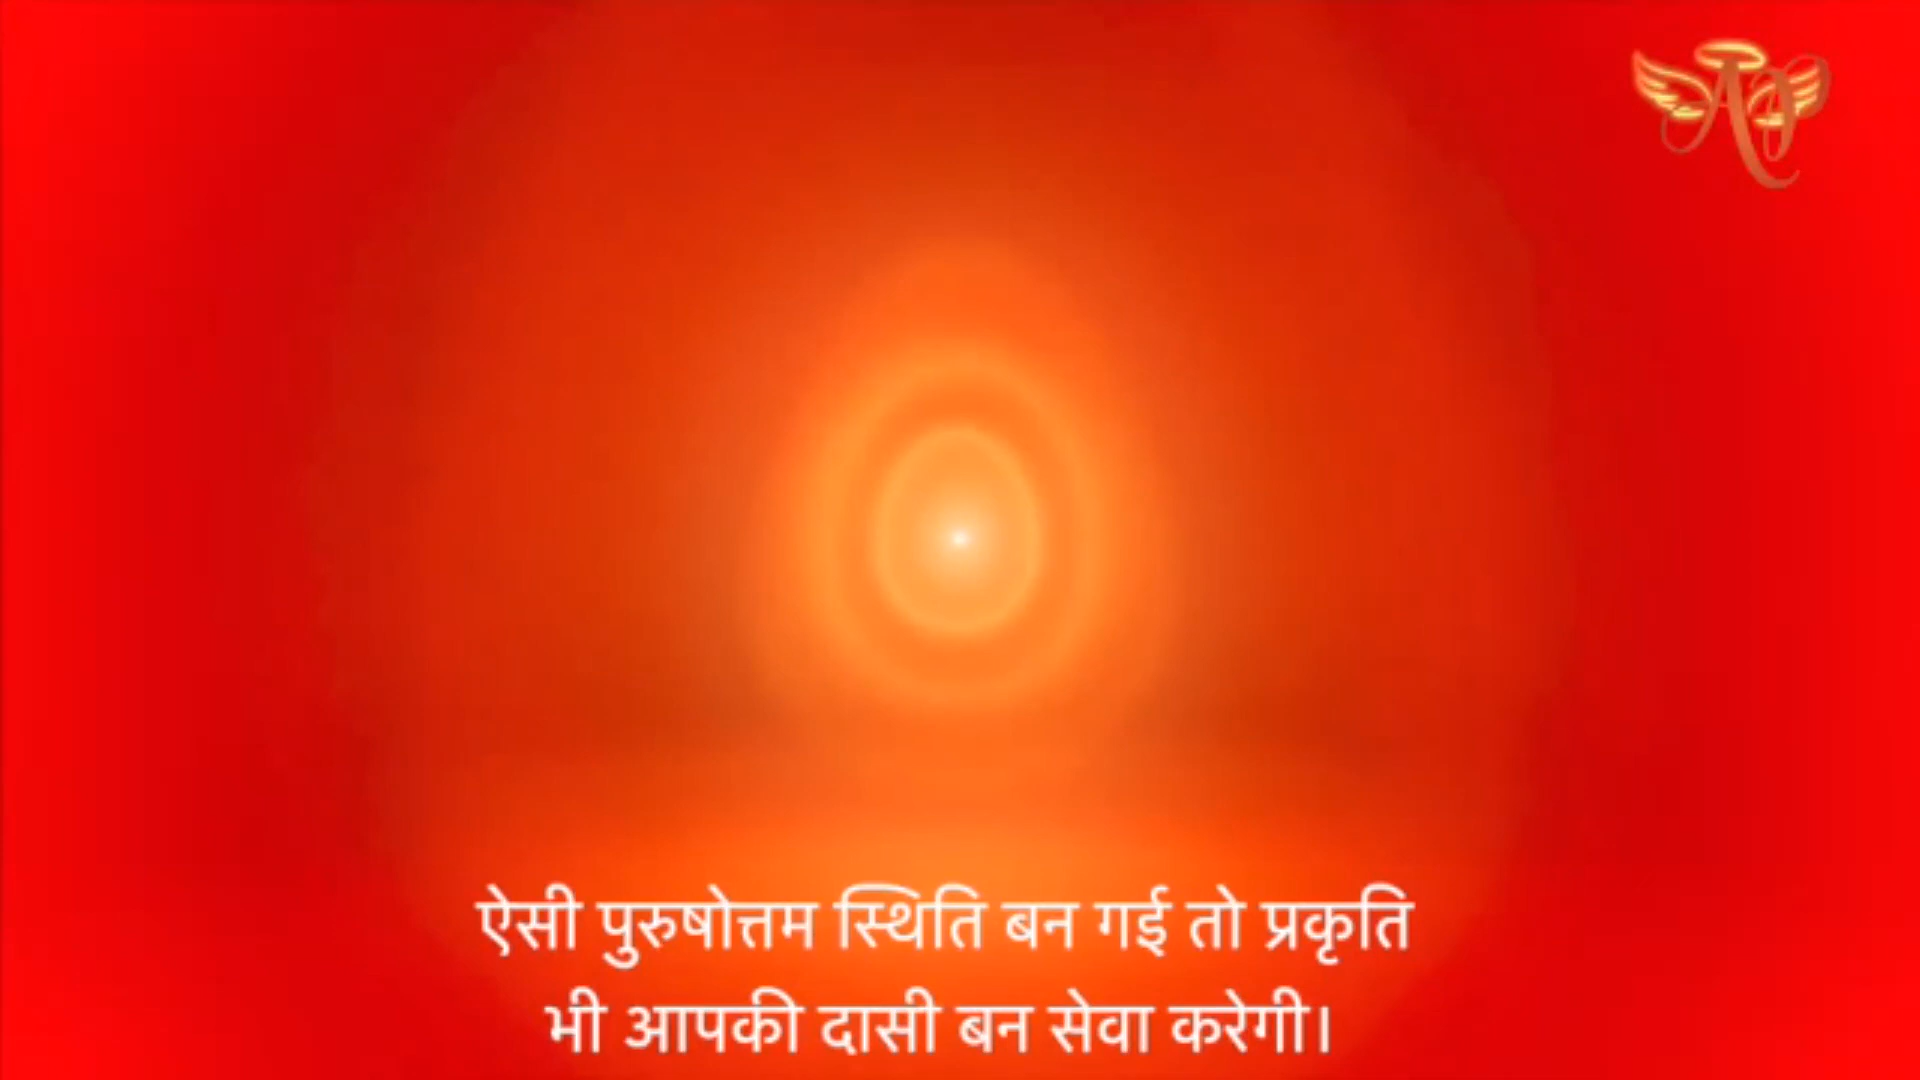 ऐसी पुरुषोत्तम स्थिति बन गई तो प्रकृति
भी आपकी दासी बन सेवा करेगी।